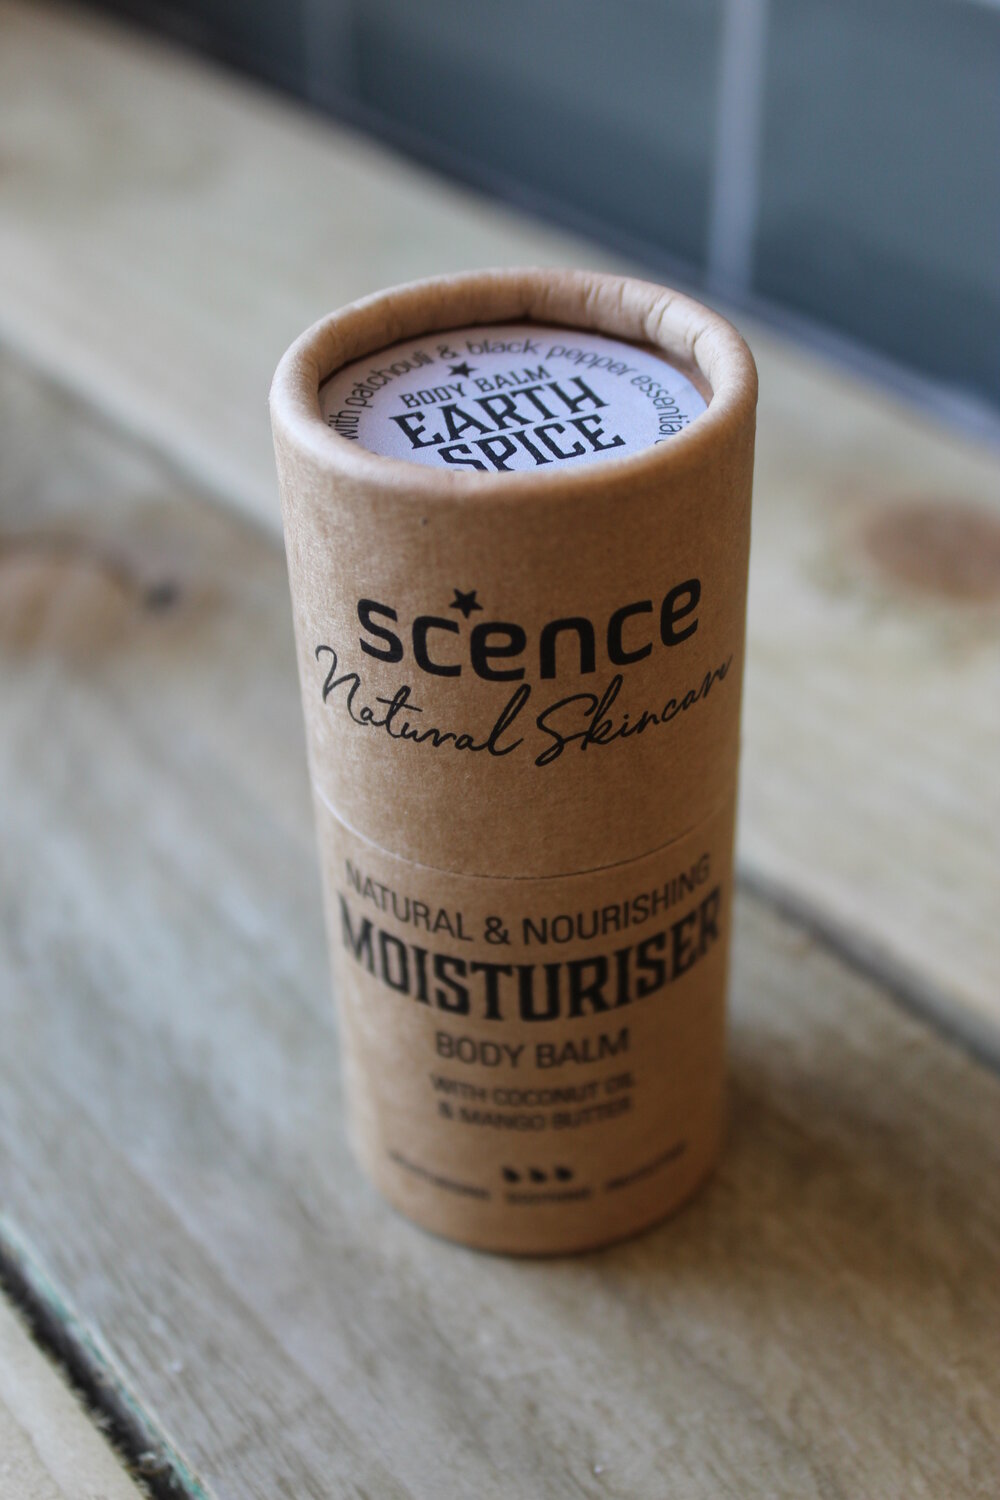 with patchouli & black pepper essential
BODY BALM
EARTH
SPICE
scence
Natural Skincare
NATURAL & NOURISHING
MOISTURISER
BODY BALM
WITH COCONUT OIL
& MANGO BUTTER